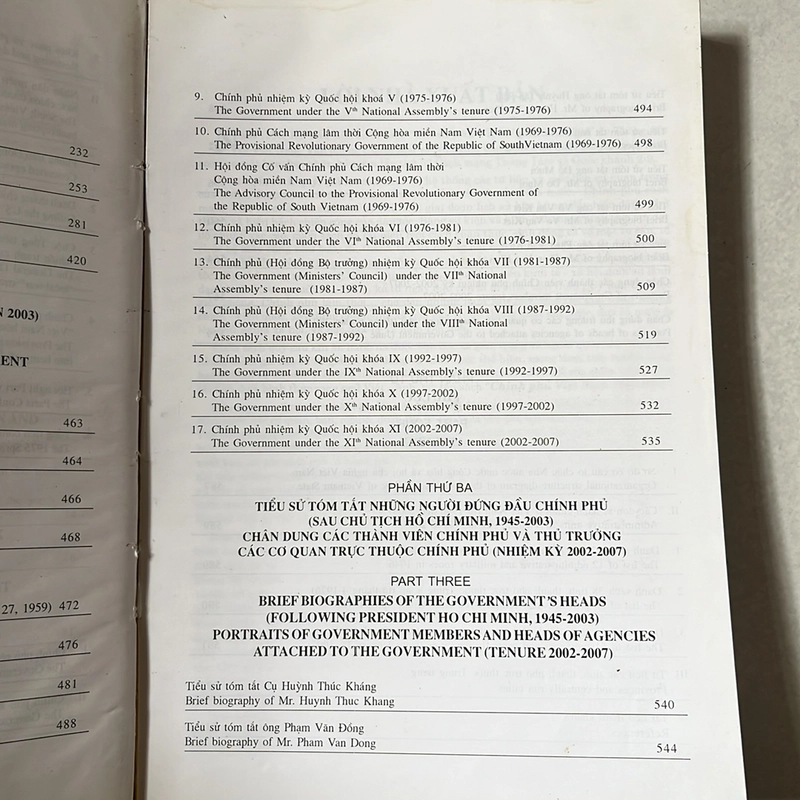 232
253
281
420
N 2003)
ENT
463
464
466
468
27, 1959) 472
476
481
488
9. Chính phủ nhiệm kỳ Quốc hội khoá V (1975-1976)
The Government under the Vth National Assembly's tenure (1975-1976) 494
10. Chính phủ Cách mạng lâm thời Cộng hòa miền Nam Việt Nam (1969-1976)
The Provisional Revolutionary Government of the Republic of SouthVietnam (1969-1976) 498
11. Hội đồng Cố vấn Chính phủ Cách mạng lâm thời
Cộng hòa miền Nam Việt Nam (1969-1976)
The Advisory Council to the Provisional Revolutionary Government of
the Republic of South Vietnam (1969-1976) 499
12. Chính phủ nhiệm kỳ Quốc hội khóa VI (1976-1981)
The Government under the VIth National Assembly's tenure (1976-1981) 500
13. Chính phủ (Hội đồng Bộ trưởng) nhiệm kỳ Quốc hội khóa VII (1981-1987)
The Government (Ministers' Council) under the VIIth National
Assembly's tenure (1981-1987) 509
14. Chính phủ (Hội đồng Bộ trưởng) nhiệm kỳ Quốc hội khóa VIII (1987-1992)
The Government (Ministers' Council) under the VIIIth National
Assembly's tenure (1987-1992) 519
15. Chính phủ nhiệm kỳ Quốc hội khóa IX (1992-1997)
The Government under the IXth National Assembly's tenure (1992-1997) 527
16. Chính phủ nhiệm kỳ Quốc hội khóa X (1997-2002)
The Government under the Xth National Assembly's tenure (1997-2002) 532
17. Chính phủ nhiệm kỳ Quốc hội khóa XI (2002-2007)
The Government under the XIth National Assembly's tenure (2002-2007) 535
PHẦN THỨ BA
TIỂU SỬ TÓM TẮT NHỮNG NGƯỜI ĐỨNG ĐẦU CHÍNH PHỦ
(SAU CHỦ TỊCH HỒ CHÍ MINH, 1945-2003)
CHÂN DUNG CÁC THÀNH VIÊN CHÍNH PHỦ VÀ THỦ TRƯỞNG
CÁC CƠ QUAN TRỰC THUỘC CHÍNH PHỦ (NHIỆM KỲ 2002-2007)
PART THREE
BRIEF BIOGRAPHIES OF THE GOVERNMENT'S HEADS
(FOLLOWING PRESIDENT HO CHI MINH, 1945-2003)
PORTRAITS OF GOVERNMENT MEMBERS AND HEADS OF AGENCIES
ATTACHED TO THE GOVERNMENT (TENURE 2002-2007)
Tiểu sử tóm tắt Cụ Huỳnh Thúc Kháng
Brief biography of Mr. Huynh Thuc Khang 540
Tiểu sử tóm tắt ông Phạm Văn Đồng
Brief biography of Mr. Pham Van Dong 544